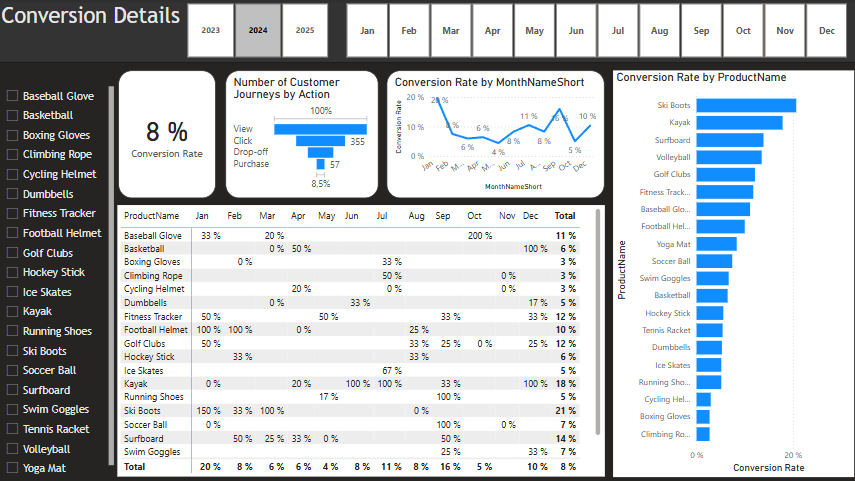 Conversion Details
2023 2024 2025 Jan Feb Mar Apr May Jun Jul Aug Sep Oct Nov Dec
Baseball Glove
Basketball
Boxing Gloves
Climbing Rope
Cycling Helmet
Dumbbells
Fitness Tracker
Football Helmet
Golf Clubs
Hockey Stick
Ice Skates
Kayak
Running Shoes
Ski Boots
Soccer Ball
Surfboard
Swim Goggles
Tennis Racket
Volleyball
Yoga Mat
8 %
Conversion Rate
Number of Customer
Journeys by Action
100%
View
Click 355
Drop-off
Purchase 57
8.5%
Conversion Rate by MonthNameShort
Conversion Rate
20 %
10 %
0 %
20 % 8 % 6 % 6 % 4 % 8 % 11 % 8 % 16 % 5 % 10 %
Jan Feb M... Apr M... Jun Jul A... Sep Oct Dec
MonthNameShort
ProductName Jan Feb Mar Apr May Jun Jul Aug Sep Oct Nov Dec Total
Baseball Glove 33 % 20 % 200 % 11 %
Basketball 0 % 50 % 100 % 6 %
Boxing Gloves 0 % 33 % 3 %
Climbing Rope 50 % 0 % 3 %
Cycling Helmet 20 % 0 % 0 % 3 %
Dumbbells 0 % 33 % 17 % 5 %
Fitness Tracker 50 % 50 % 33 % 33 % 12 %
Football Helmet 100 % 100 % 0 % 25 % 10 %
Golf Clubs 50 % 33 % 25 % 0 % 25 % 12 %
Hockey Stick 33 % 33 % 6 %
Ice Skates 67 % 5 %
Kayak 0 % 20 % 100 % 100 % 33 % 100 % 18 %
Running Shoes 17 % 100 % 5 %
Ski Boots 150 % 33 % 100 % 0 % 21 %
Soccer Ball 0 % 100 % 0 % 7 %
Surfboard 50 % 25 % 33 % 0 % 50 % 14 %
Swim Goggles 25 % 33 % 7 %
Total 20 % 8 % 6 % 6 % 4 % 8 % 11 % 8 % 16 % 5 % 10 % 8 %
Conversion Rate by ProductName
ProductName
Ski Boots
Kayak
Surfboard
Volleyball
Golf Clubs
Fitness Track...
Baseball Glo...
Football Hel...
Yoga Mat
Soccer Ball
Swim Goggles
Basketball
Hockey Stick
Tennis Racket
Dumbbells
Ice Skates
Running Sho...
Cycling Hel...
Boxing Gloves
Climbing Ro...
0 % 20 %
Conversion Rate